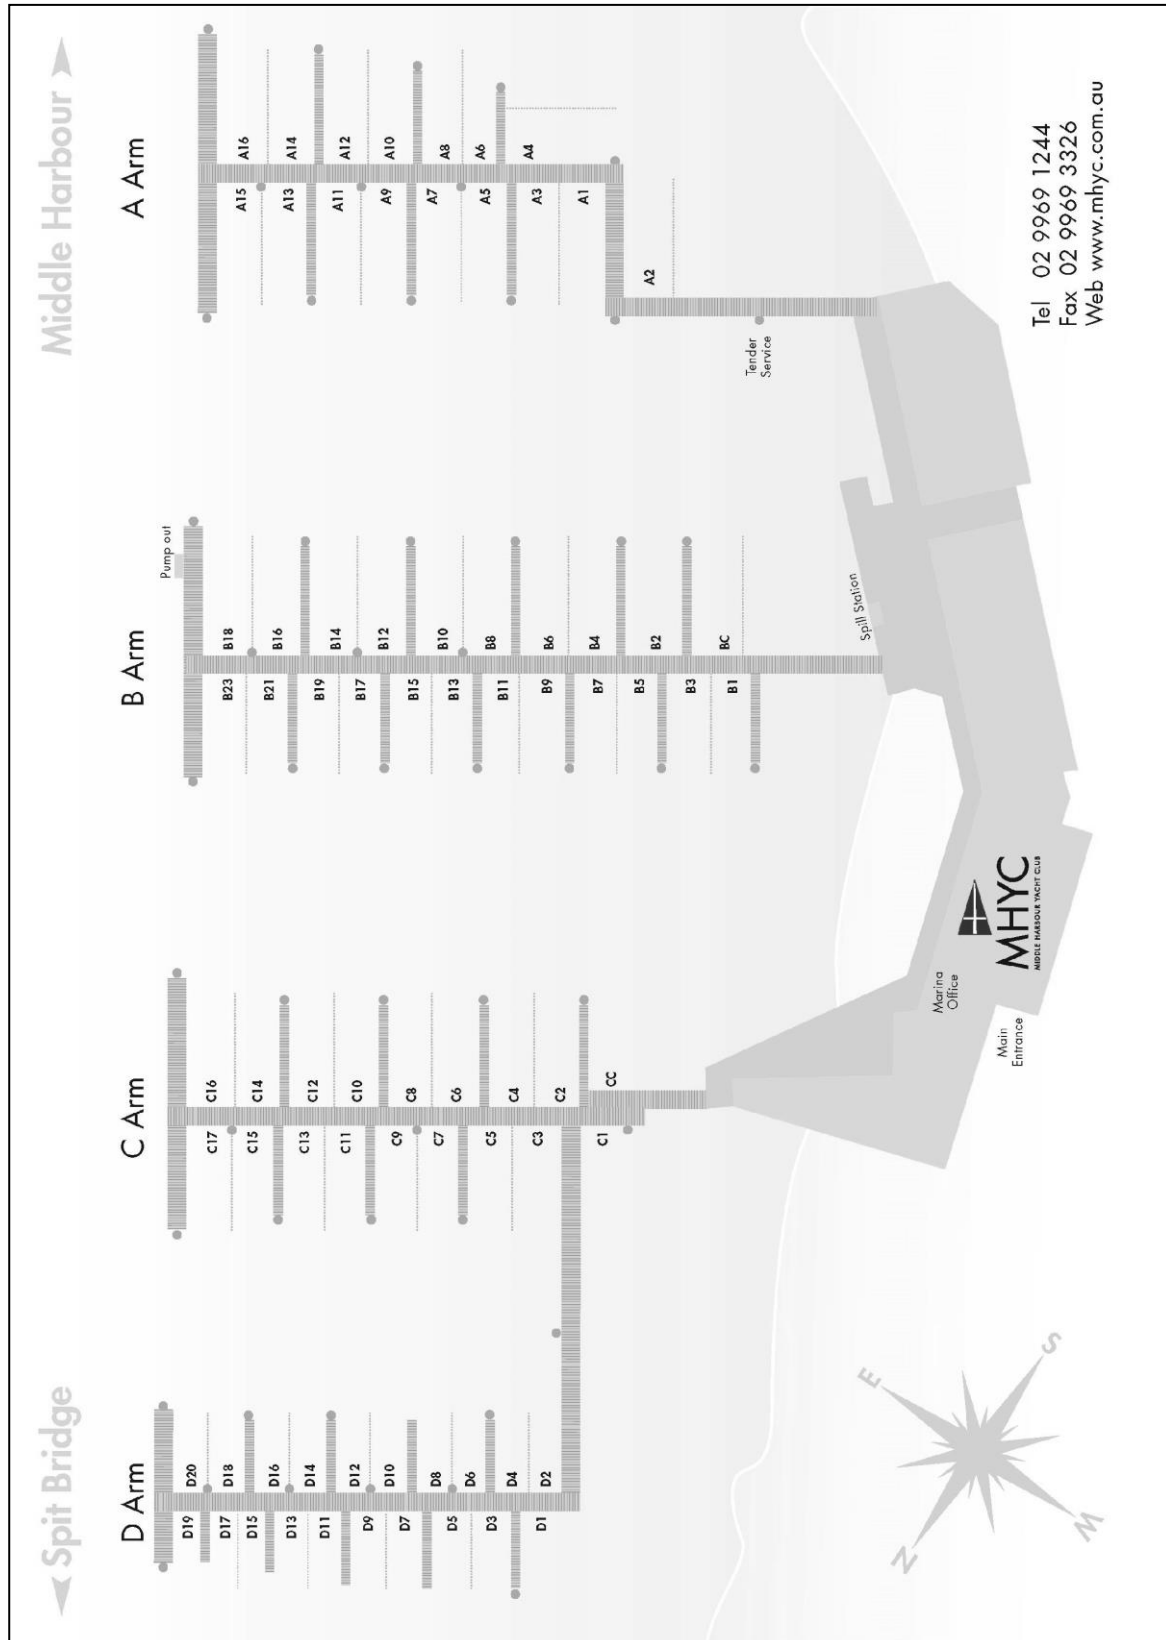 Spit Bridge
Middle Harbour
D Arm
C Arm
B Arm
A Arm
Pump out
D19
D17
D15
D13
D11
D9
D7
D5
D3
D1
D20
D18
D16
D14
D12
D10
D8
D6
D4
D2
C17
C15
C13
C11
C9
C7
C5
C3
C1
C16
C14
C12
C10
C8
C6
C4
C2
CC
B23
B21
B19
B17
B15
B13
B11
B9
B7
B5
B3
B1
B18
B16
B14
B12
B10
B8
B6
B4
B2
BC
A15
A13
A11
A9
A7
A5
A3
A1
A16
A14
A12
A10
A8
A6
A4
A2
Tender
Service
Spill Station
Marina
Office
Main
Entrance
MHYC
MIDDLE HARBOUR YACHT CLUB
N
E
S
W
Tel 02 9969 1244
Fax 02 9969 3326
Web www.mhyc.com.au